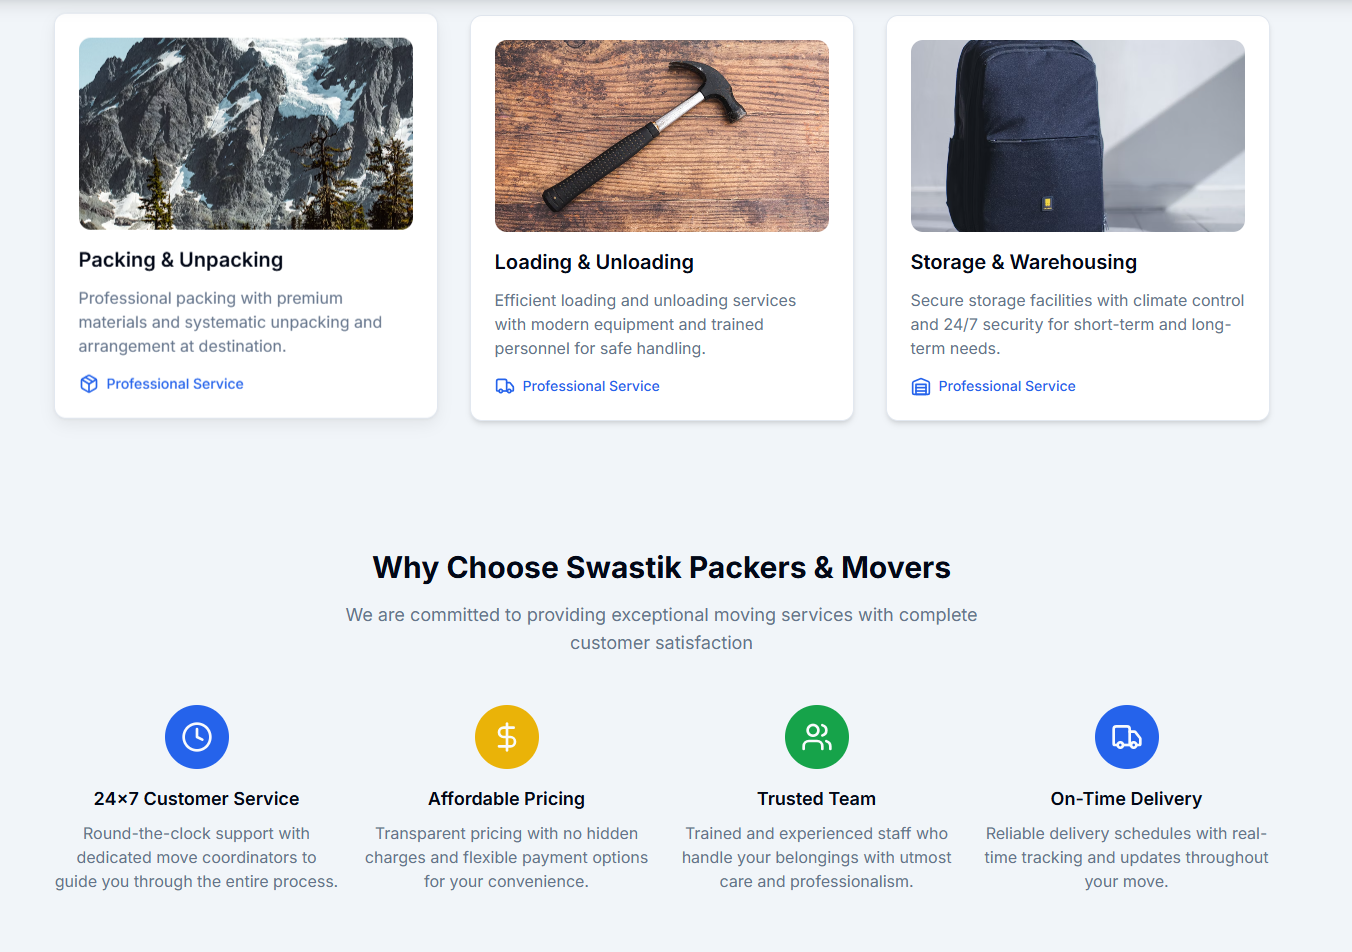 Packing & Unpacking
Professional packing with premium
materials and systematic unpacking and
arrangement at destination.
Professional Service
Loading & Unloading
Efficient loading and unloading services
with modern equipment and trained
personnel for safe handling.
Professional Service
Storage & Warehousing
Secure storage facilities with climate control
and 24/7 security for short-term and long-
term needs.
Professional Service
Why Choose Swastik Packers & Movers
We are committed to providing exceptional moving services with complete
customer satisfaction
24×7 Customer Service
Round-the-clock support with
dedicated move coordinators to
guide you through the entire process.
Affordable Pricing
Transparent pricing with no hidden
charges and flexible payment options
for your convenience.
Trusted Team
Trained and experienced staff who
handle your belongings with utmost
care and professionalism.
On-Time Delivery
Reliable delivery schedules with real-
time tracking and updates throughout
your move.